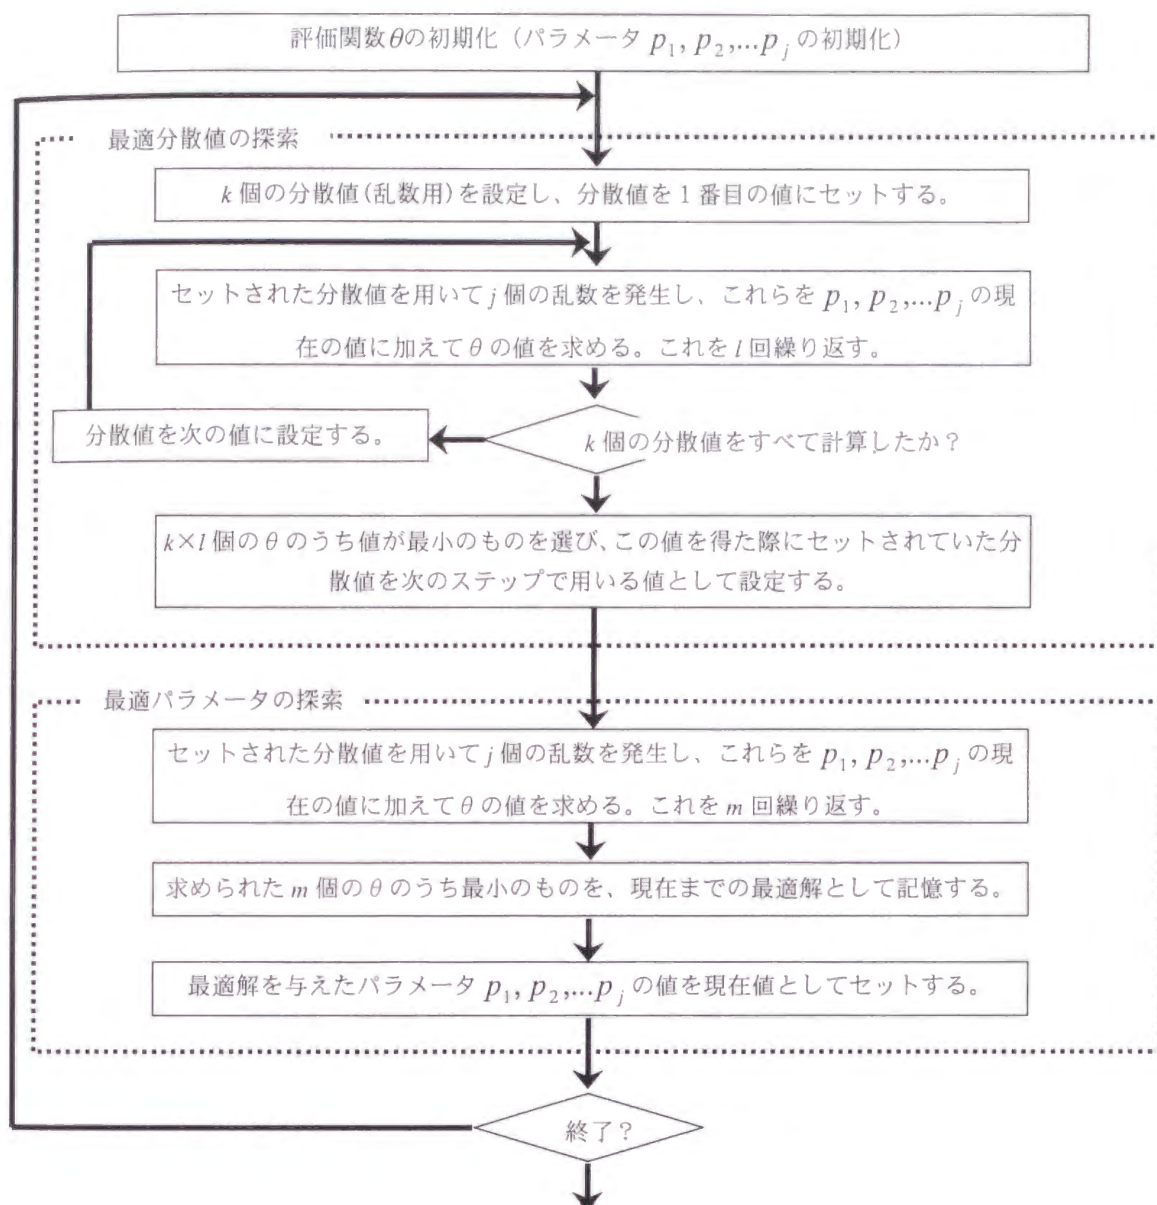 評価関数θの初期化（パラメータ p₁, p₂,...pⱼ の初期化）
最適分散値の探索
k 個の分散値(乱数用)を設定し、分散値を1番目の値にセットする。
セットされた分散値を用いて j 個の乱数を発生し、これらを p₁, p₂,...pⱼ の現
在の値に加えてθの値を求める。これを l 回繰り返す。
分散値を次の値に設定する。
k 個の分散値をすべて計算したか？
k×l 個のθのうち値が最小のものを選び、この値を得た際にセットされていた分
散値を次のステップで用いる値として設定する。
最適パラメータの探索
セットされた分散値を用いて j 個の乱数を発生し、これらを p₁, p₂,...pⱼ の現
在の値に加えてθの値を求める。これを m 回繰り返す。
求められた m 個のθのうち最小のものを、現在までの最適解として記憶する。
最適解を与えたパラメータ p₁, p₂,...pⱼ の値を現在値としてセットする。
終了？